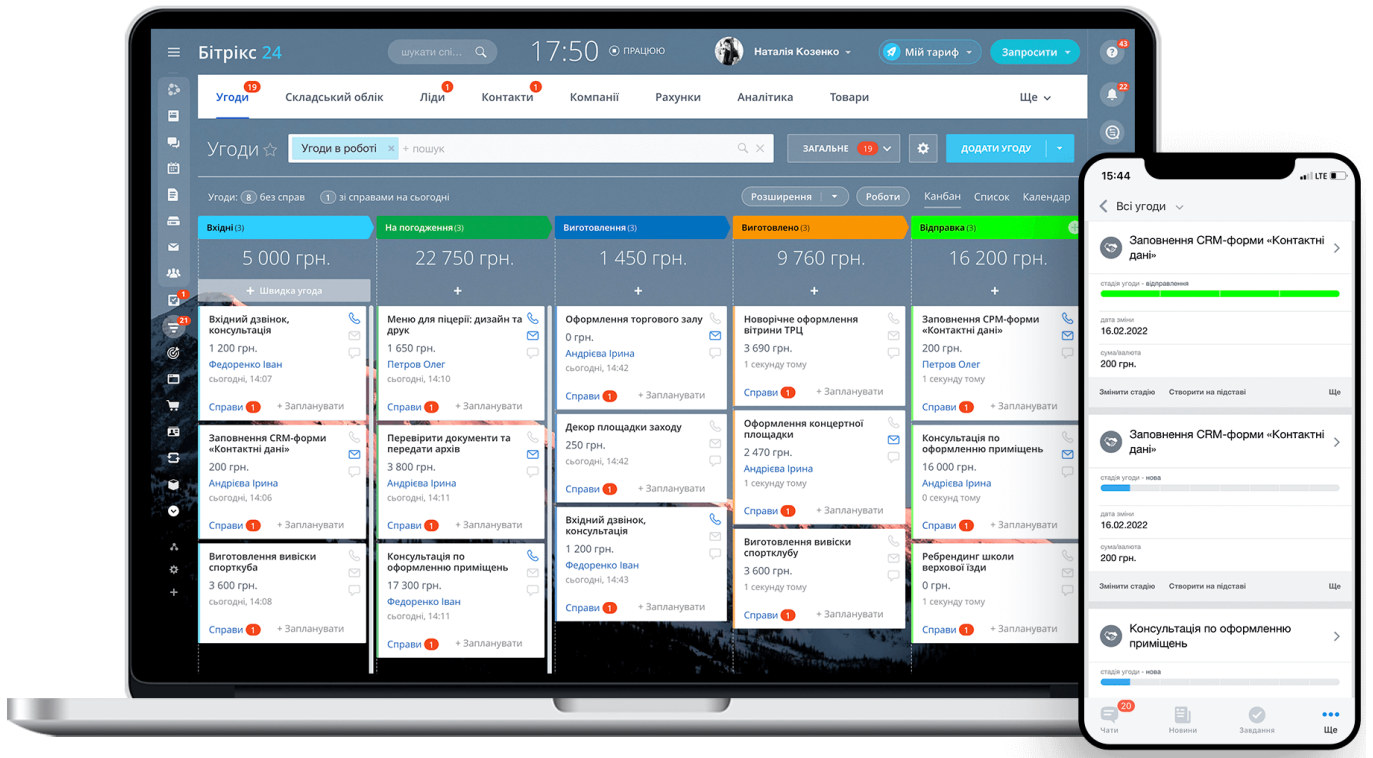 Бітрікс 24
шукати спі...
17:50
ПРАЦЮЮ
Наталія Козенко
Мій тариф
Запросити
43
Угоди
19
Складський облік
Ліди
1
Контакти
1
Компанії
Рахунки
Аналітика
Товари
Ще
22
Угоди
Угоди в роботі ×
+ пошук
ЗАГАЛЬНЕ 19
ДОДАТИ УГОДУ
Угоди: 8 без справ
1 зі справами на сьогодні
Розширення
Роботи
Канбан
Список
Календар
1
21
Вхідні (3)
5 000 грн.
+ Швидка угода
Вхідний дзвінок,
консультація
1 200 грн.
Федоренко Іван
сьогодні, 14:07
Справи 1 + Запланувати
Заповнення CRM-форми
«Контактні дані»
200 грн.
Андрієва Ірина
сьогодні, 14:06
Справи 1 + Запланувати
Виготовлення вивіски
спорткуба
3 600 грн.
сьогодні, 14:08
Справи 1 + Запланувати
На погодження (3)
22 750 грн.
+
Меню для піцерії: дизайн та
друк
1 650 грн.
Петров Олег
сьогодні, 14:10
Справи 1 + Запланувати
Перевірити документи та
передати архів
3 800 грн.
Андрієва Ірина
сьогодні, 14:11
Справи 1 + Запланувати
Консультація по
оформленню приміщень
17 300 грн.
Федоренко Іван
сьогодні, 14:11
Справи 1 + Запланувати
Виготовлення (3)
1 450 грн.
+
Оформлення торгового залу
0 грн.
Андрієва Ірина
сьогодні, 14:42
Справи 1 + Запланувати
Декор площадки заходу
250 грн.
сьогодні, 14:42
Справи 1 + Запланувати
Вхідний дзвінок,
консультація
1 200 грн.
Федоренко Іван
сьогодні, 14:43
Справи 1 + Запланувати
Виготовлено (3)
9 760 грн.
+
Новорічне оформлення
вітрини ТРЦ
3 690 грн.
1 секунду тому
Справи 1 + Запланувати
Оформлення концертної
площадки
2 470 грн.
Андрієва Ірина
1 секунду тому
Справи 1 + Запланувати
Виготовлення вивіски
спортклубу
3 600 грн.
1 секунду тому
Справи 1 + Запланувати
Відправка (3)
16 200 грн.
+
Заповнення СРМ-форми
«Контактні дані»
200 грн.
Петров Олег
1 секунду тому
Справи 1 + Запланувати
Консультація по
оформленню приміщень
16 000 грн.
Андрієва Ірина
0 секунд тому
Справи 1 + Запланувати
Ребрендинг школи
верхової їзди
0 грн.
1 секунду тому
Справи 1 + Запланувати
15:44
LTE
Всі угоди
Заповнення CRM-форми «Контактні
дані»
стадія угоди - відправлення
дата зміни
16.02.2022
сума/валюта
200 грн.
Змінити стадію Створити на підставі Ще
Заповнення CRM-форми «Контактні
дані»
стадія угоди - нова
дата зміни
16.02.2022
сума/валюта
200 грн.
Змінити стадію Створити на підставі Ще
Консультація по оформленню
приміщень
стадія угоди - нова
20
Чати
Новини
Завдання
Ще